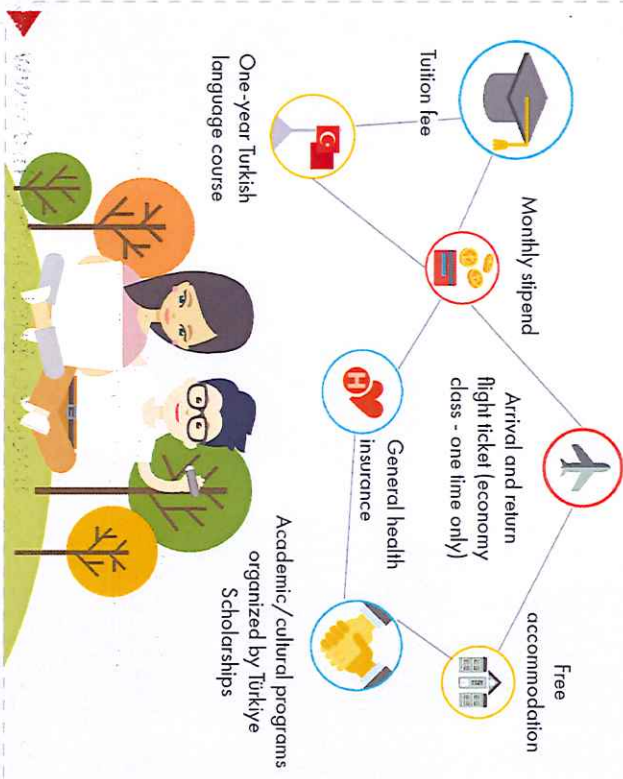 Tuition fee
One-year Turkish
language course
Monthly stipend
Arrival and return
flight ticket (economy
class - one time only)
General health
insurance
Free
accommodation
Academic/cultural programs
organized by Türkiye
Scholarships
H